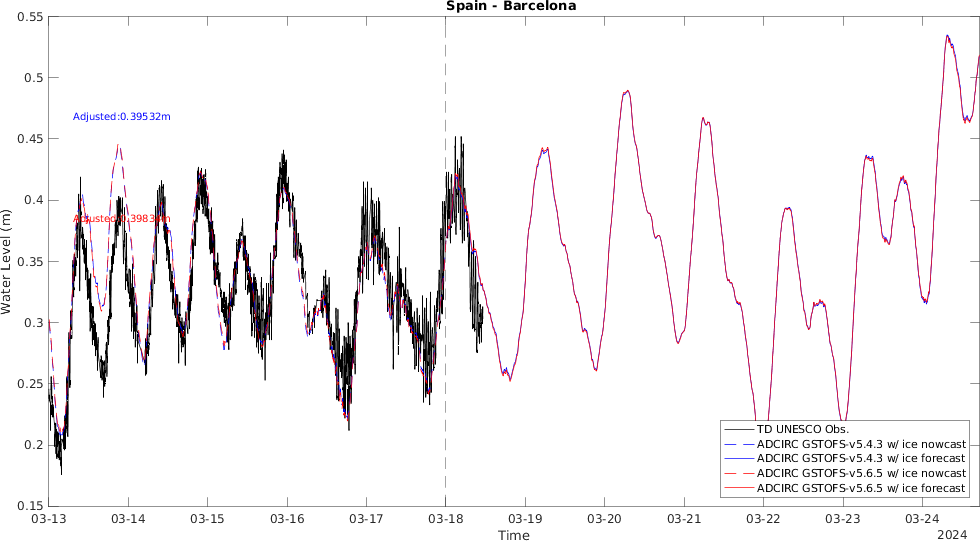 Spain - Barcelona
0.55
0.5
0.45
0.4
0.35
0.3
0.25
0.2
0.15
Water Level (m)
Adjusted:0.39532m
03-13
03-14
03-15
03-16
03-17
03-18
03-19
03-20
03-21
03-22
03-23
03-24
Time
2024
TD UNESCO Obs.
ADCIRC GSTOFS-v5.4.3 w/ ice nowcast
ADCIRC GSTOFS-v5.4.3 w/ ice forecast
ADCIRC GSTOFS-v5.6.5 w/ ice nowcast
ADCIRC GSTOFS-v5.6.5 w/ ice forecast